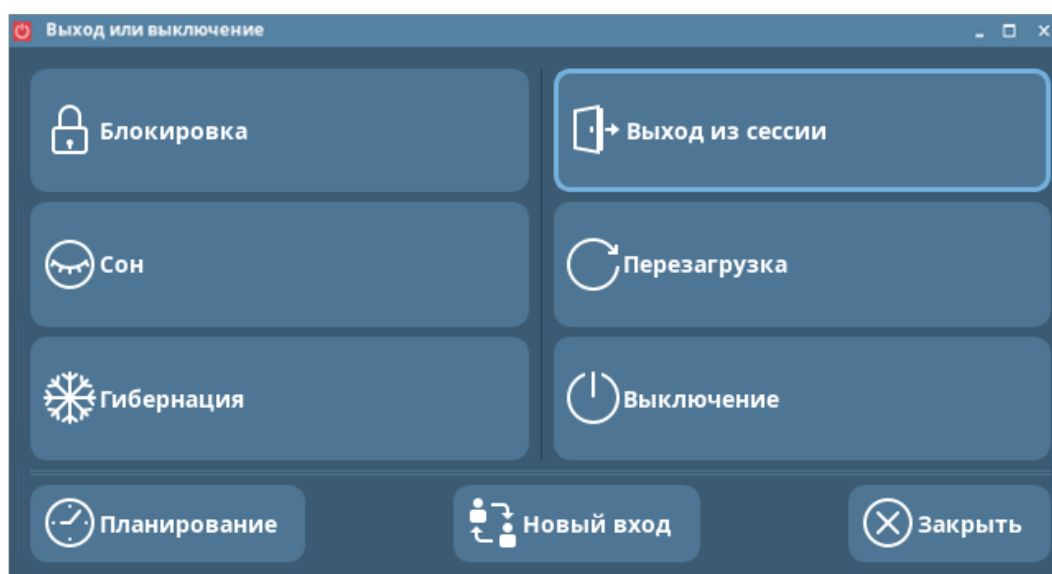 Выход или выключение
Блокировка
Выход из сессии
Сон
Перезагрузка
Гибернация
Выключение
Планирование
Новый вход
Закрыть